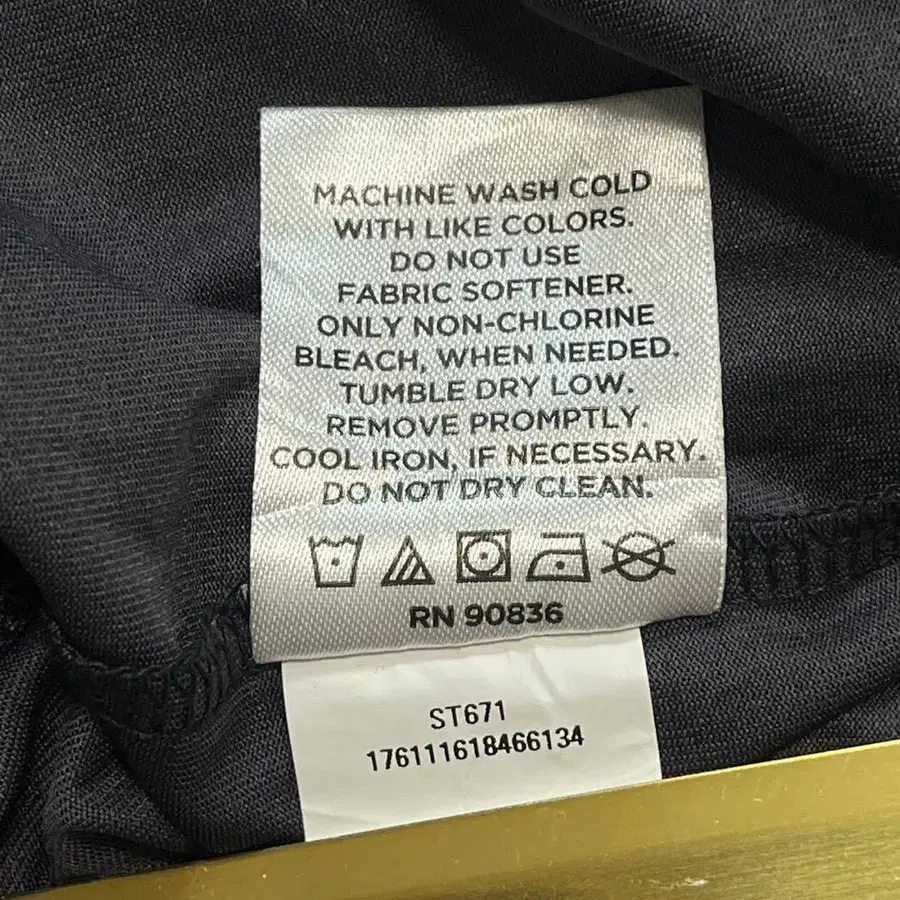 MACHINE WASH COLD
WITH LIKE COLORS.
DO NOT USE
FABRIC SOFTENER.
ONLY NON-CHLORINE
BLEACH, WHEN NEEDED.
TUMBLE DRY LOW.
REMOVE PROMPTLY.
COOL IRON, IF NECESSARY.
DO NOT DRY CLEAN.
RN 90836
ST671
176111618466134